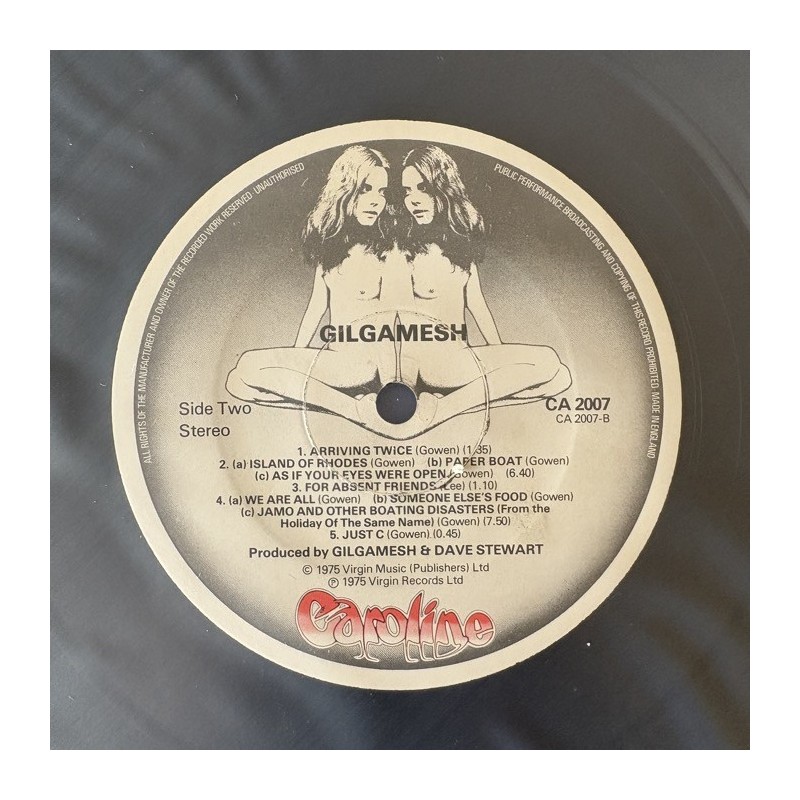 ALL RIGHTS OF THE MANUFACTURER AND OWNER OF THE RECORDED WORK RESERVED. UNAUTHORISED
PUBLIC PERFORMANCE BROADCASTING AND COPYING OF THIS RECORD PROHIBITED. MADE IN ENGLAND
GILGAMESH
Side Two
Stereo
CA 2007
CA 2007-B
1. ARRIVING TWICE (Gowen) (1.35)
2. (a) ISLAND OF RHODES (Gowen) (b) PAPER BOAT (Gowen)
(c) AS IF YOUR EYES WERE OPEN (Gowen) (6.40)
3. FOR ABSENT FRIENDS (Lee) (1.10)
4. (a) WE ARE ALL (Gowen) (b) SOMEONE ELSE'S FOOD (Gowen)
(c) JAMO AND OTHER BOATING DISASTERS (From the
Holiday Of The Same Name) (Gowen) (7.50)
5. JUST C (Gowen) (0.45)
Produced by GILGAMESH & DAVE STEWART
© 1975 Virgin Music (Publishers) Ltd
℗ 1975 Virgin Records Ltd
Caroline